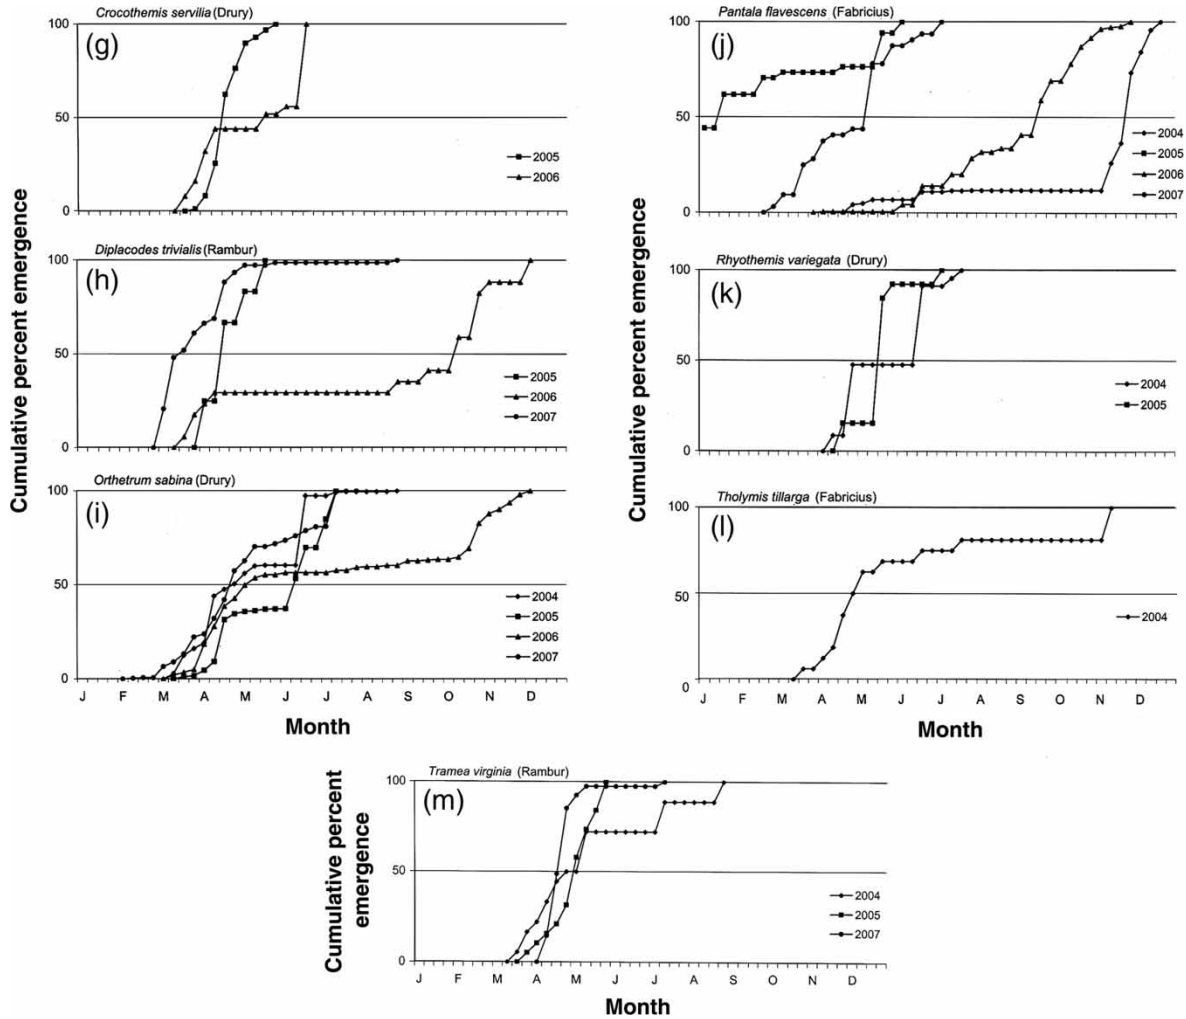 Crocothemis servilia (Drury)
(g)
100
50
0
2005
2006
Diplacodes trivialis (Rambur)
(h)
100
50
0
2005
2006
2007
Orthetrum sabina (Drury)
(i)
100
50
0
2004
2005
2006
2007
J F M A M J J A S O N D
Month
Cumulative percent emergence
Pantala flavescens (Fabricius)
(j)
100
50
0
2004
2005
2006
2007
Rhyothemis variegata (Drury)
(k)
100
50
0
2004
2005
Tholymis tillarga (Fabricius)
(l)
100
50
0
2004
J F M A M J J A S O N D
Month
Cumulative percent emergence
Tramea virginia (Rambur)
(m)
100
50
0
2004
2005
2007
J F M A M J J A S O N D
Month
Cumulative percent
emergence